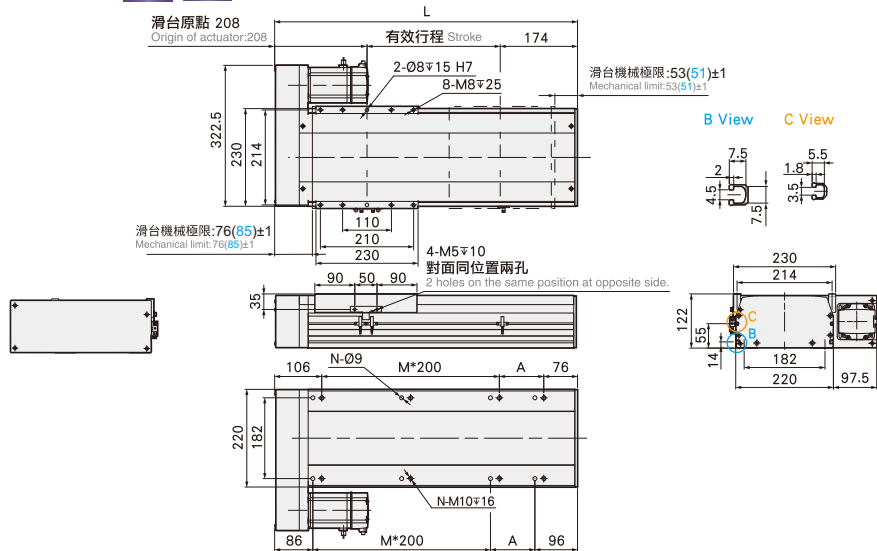 L
滑台原點 208
Origin of actuator:208
有效行程 Stroke
174
2-Ø8↧15 H7
8-M8↧25
滑台機械極限:53(51)±1
Mechanical limit:53(51)±1
322.5
230
214
B View
C View
7.5
2
4.5
7.5
5.5
1.8
3.5
滑台機械極限:76(85)±1
Mechanical limit:76(85)±1
110
210
230
4-M5↧10
對面同位置兩孔
2 holes on the same position at opposite side.
90
50
90
35
230
214
122
55
14
C
B
182
220
97.5
106
N-Ø9
M*200
A
76
220
182
N-M10↧16
86
M*200
A
96